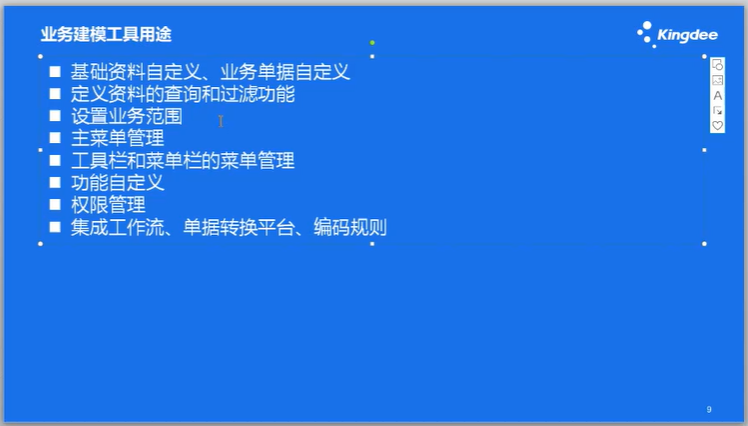 业务建模工具用途
Kingdee
■ 基础资料自定义、业务单据自定义
■ 定义资料的查询和过滤功能
■ 设置业务范围
■ 主菜单管理
■ 工具栏和菜单栏的菜单管理
■ 功能自定义
■ 权限管理
■ 集成工作流、单据转换平台、编码规则
9